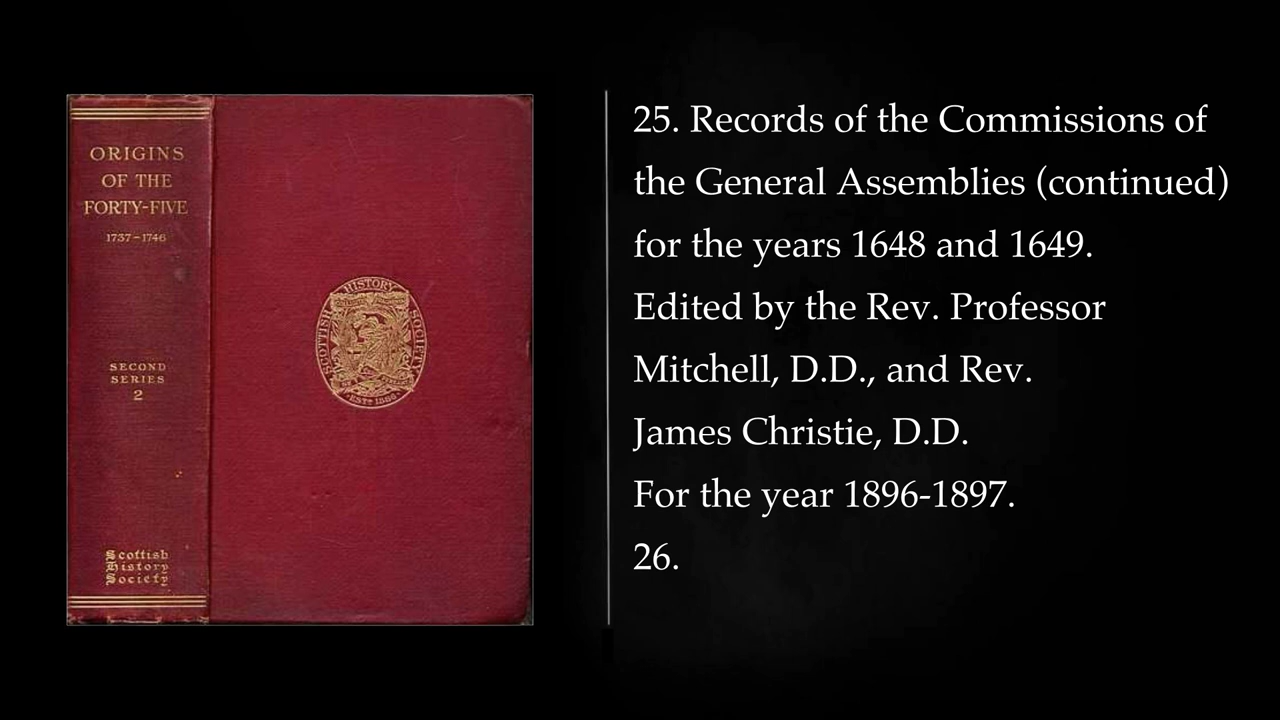 ORIGINS
OF THE
FORTY-FIVE
1737-1746
SECOND
SERIES
2
Scottish
History
Society
SCOTTISH HISTORY SOCIETY
·ESTD 1886·
25. Records of the Commissions of
the General Assemblies (continued)
for the years 1648 and 1649.
Edited by the Rev. Professor
Mitchell, D.D., and Rev.
James Christie, D.D.
For the year 1896-1897.
26.